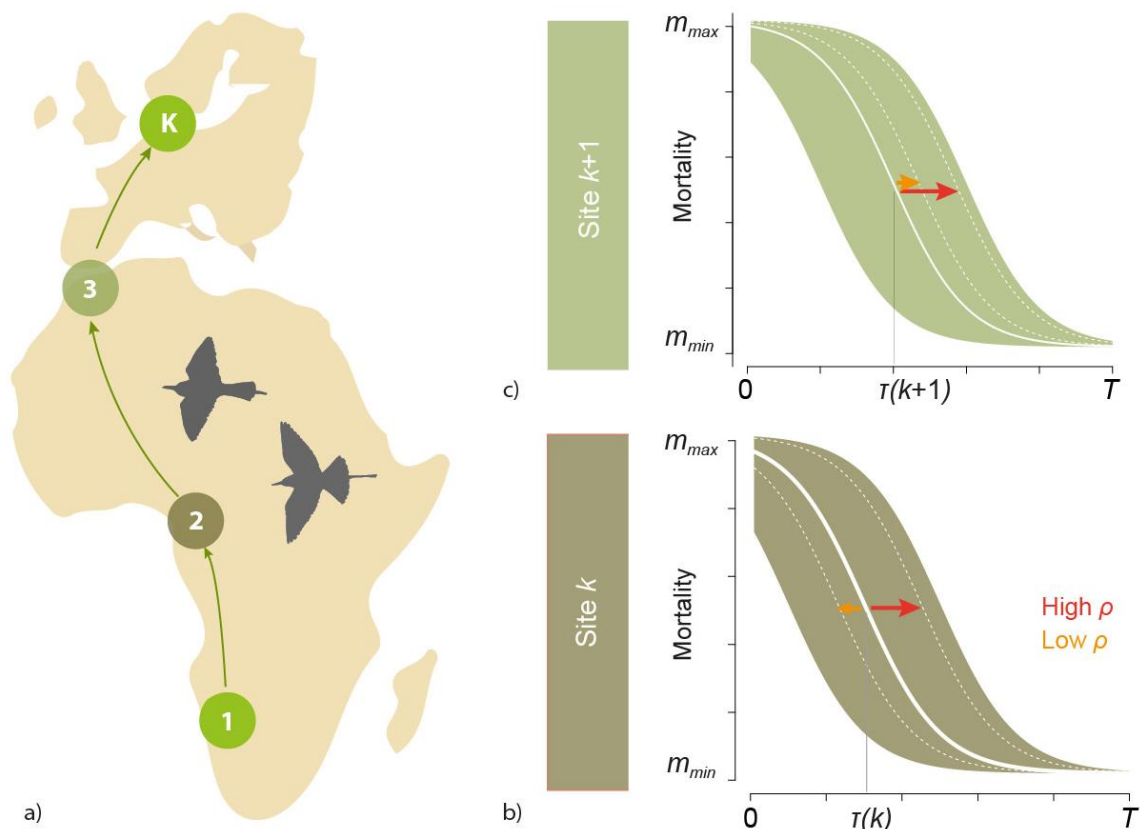 K
3
2
1
a)
c)
Site k+1
Mortality
m_max
m_min
0
τ(k+1)
T
b)
Site k
Mortality
m_max
m_min
High ρ
Low ρ
0
τ(k)
T